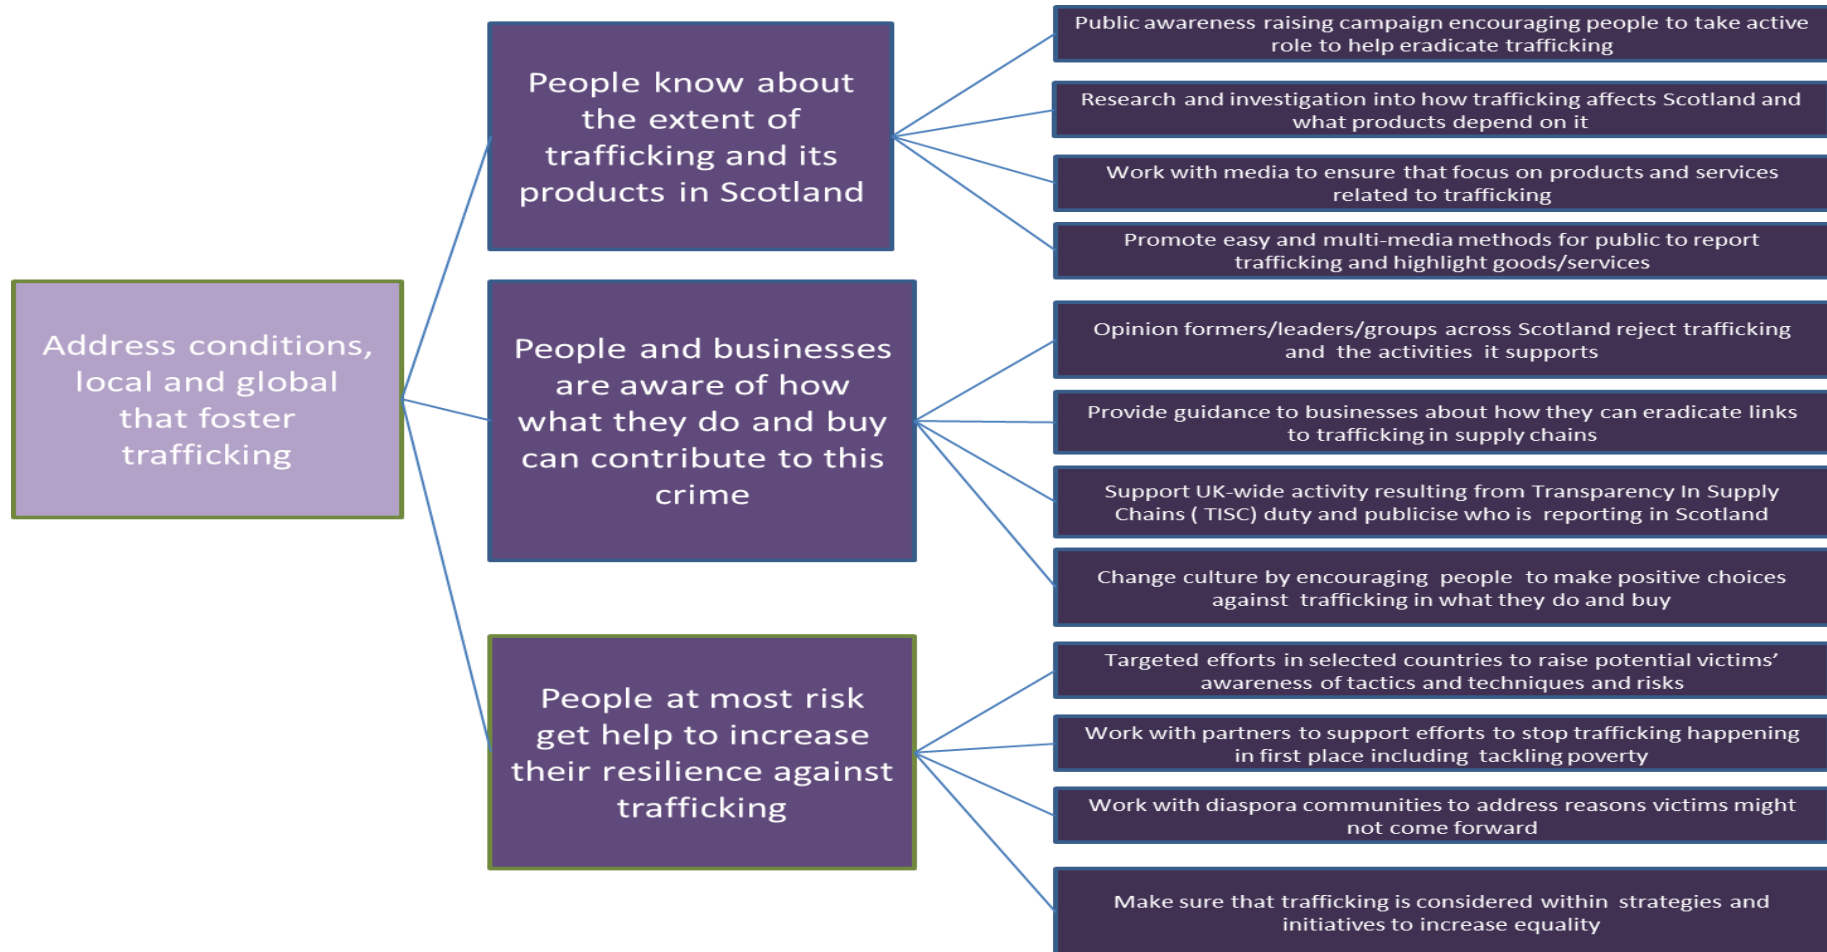 Address conditions,
local and global
that foster
trafficking
People know about
the extent of
trafficking and its
products in Scotland
Public awareness raising campaign encouraging people to take active
role to help eradicate trafficking
Research and investigation into how trafficking affects Scotland and
what products depend on it
Work with media to ensure that focus on products and services
related to trafficking
Promote easy and multi-media methods for public to report
trafficking and highlight goods/services
People and businesses
are aware of how
what they do and buy
can contribute to this
crime
Opinion formers/leaders/groups across Scotland reject trafficking
and the activities it supports
Provide guidance to businesses about how they can eradicate links
to trafficking in supply chains
Support UK-wide activity resulting from Transparency In Supply
Chains ( TISC) duty and publicise who is reporting in Scotland
Change culture by encouraging people to make positive choices
against trafficking in what they do and buy
People at most risk
get help to increase
their resilience against
trafficking
Targeted efforts in selected countries to raise potential victims’
awareness of tactics and techniques and risks
Work with partners to support efforts to stop trafficking happening
in first place including tackling poverty
Work with diaspora communities to address reasons victims might
not come forward
Make sure that trafficking is considered within strategies and
initiatives to increase equality